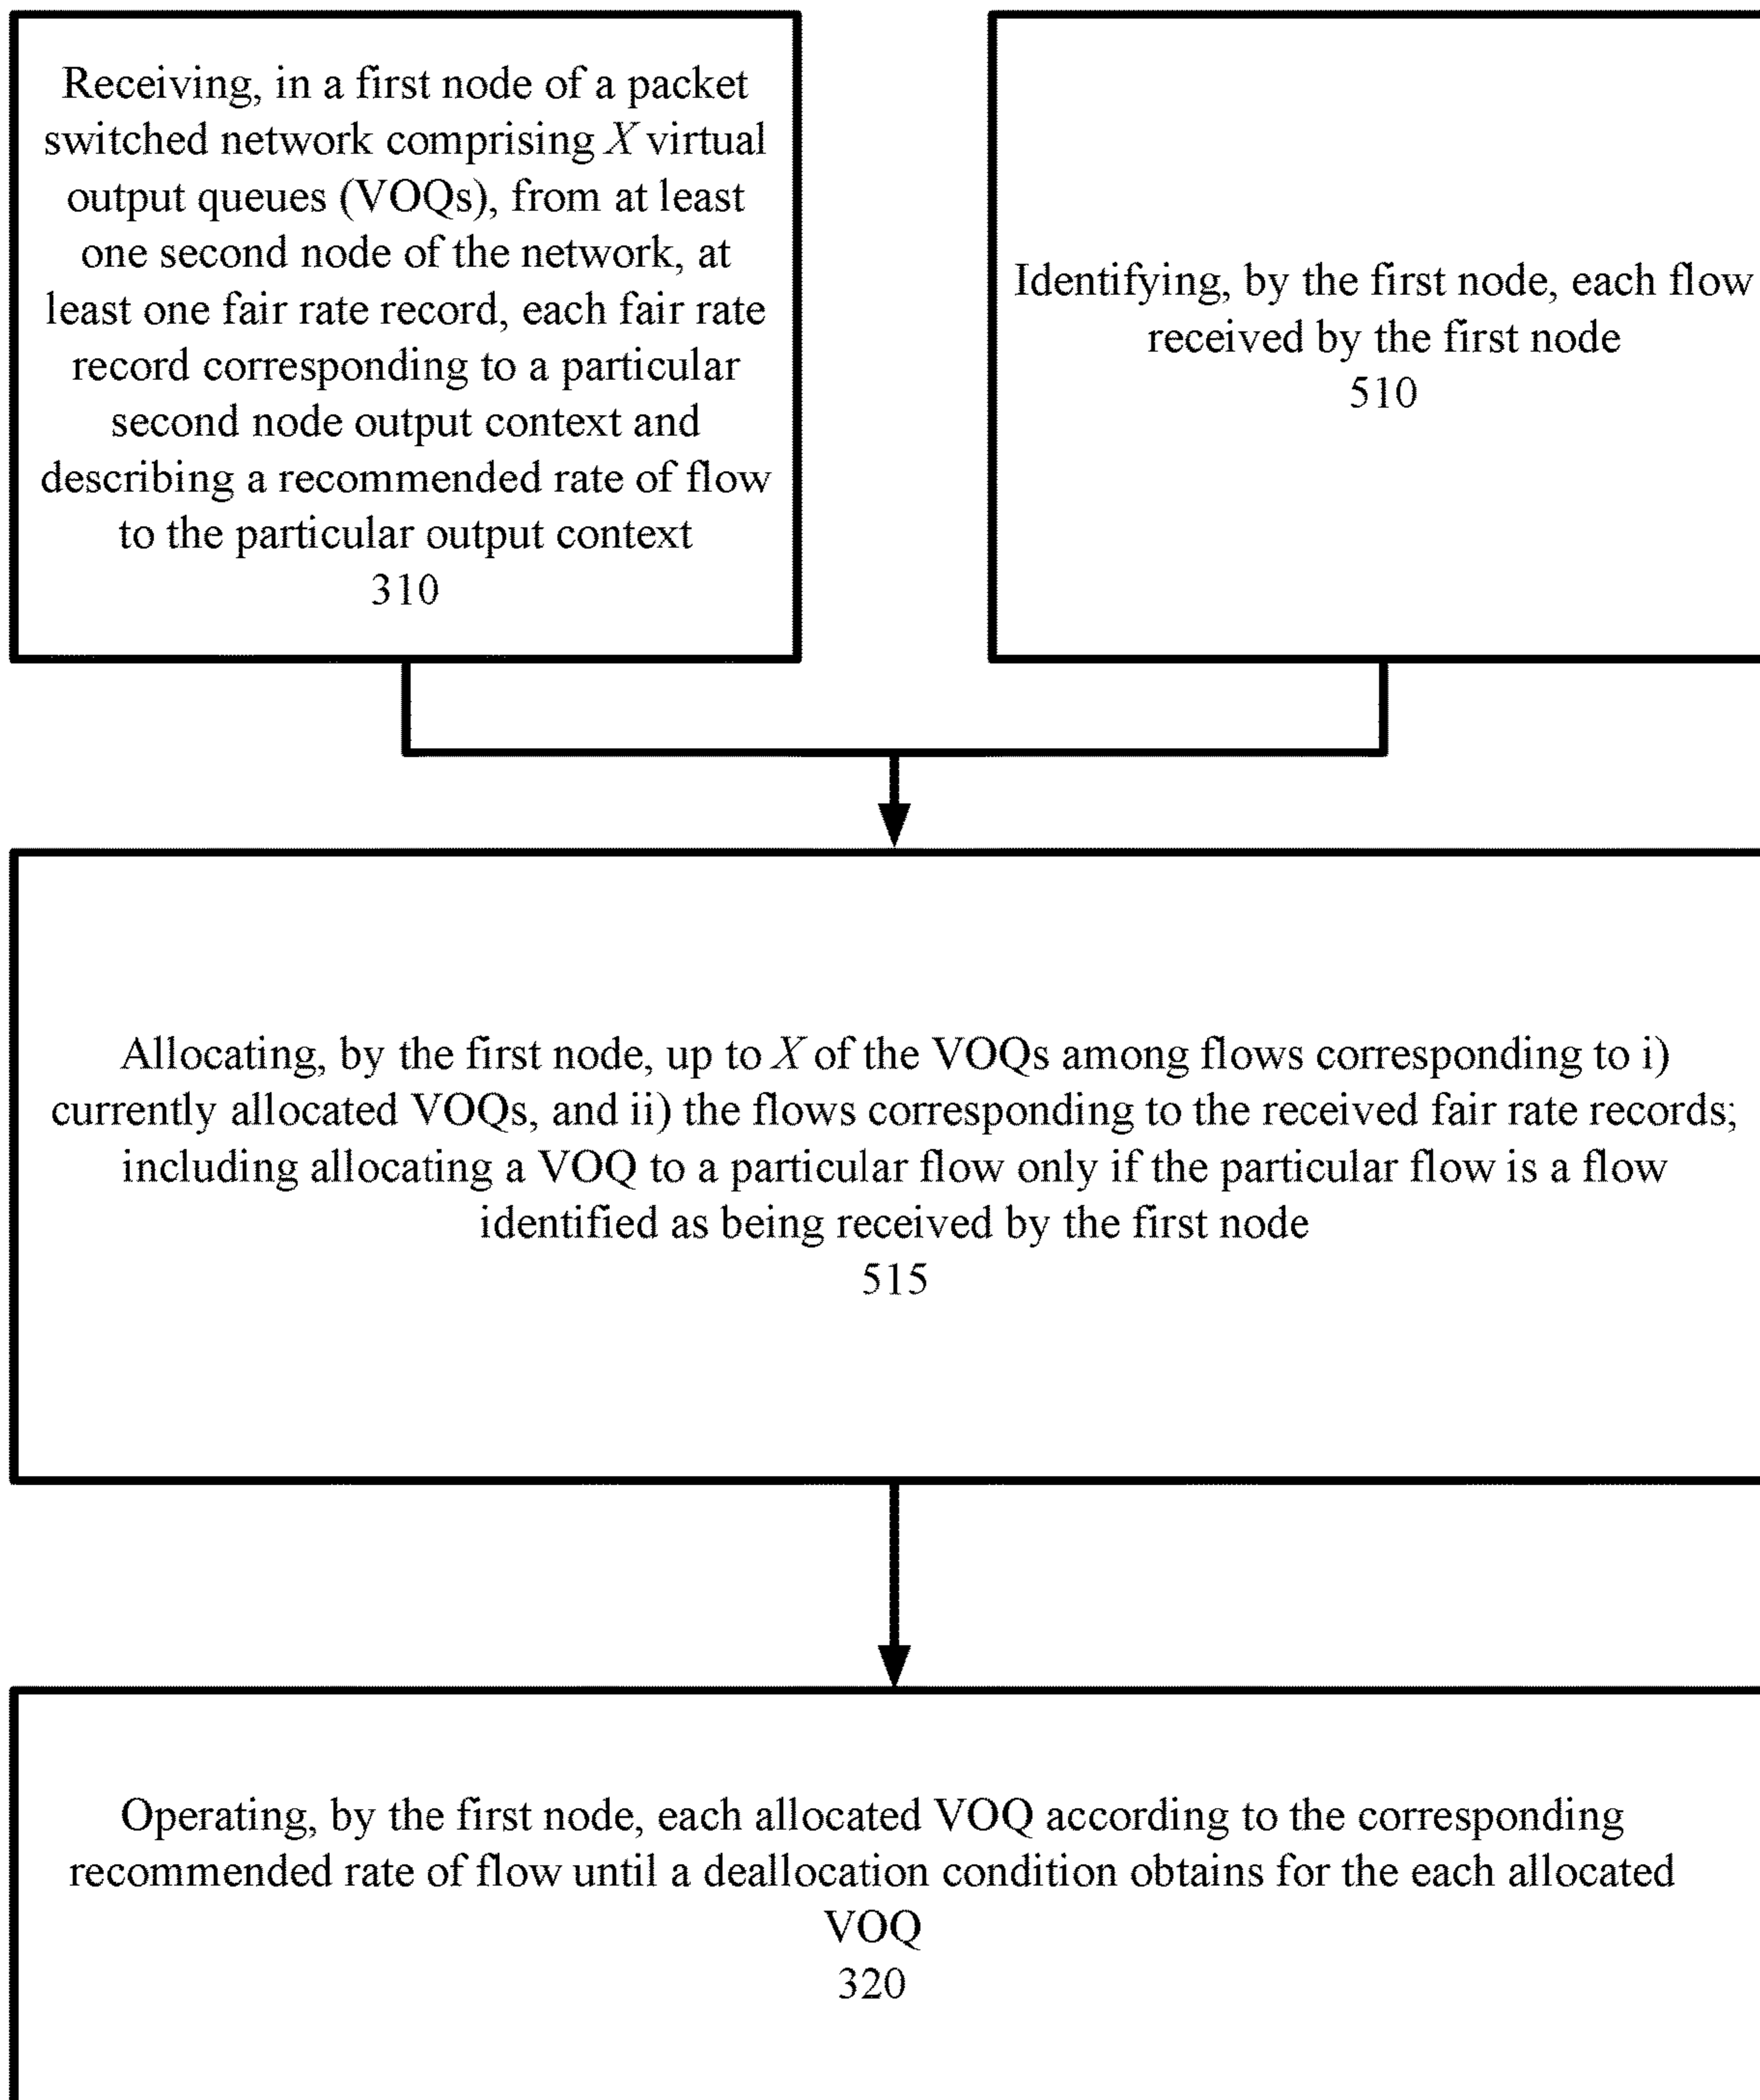 Receiving, in a first node of a packet
switched network comprising X virtual
output queues (VOQs), from at least
one second node of the network, at
least one fair rate record, each fair rate
record corresponding to a particular
second node output context and
describing a recommended rate of flow
to the particular output context
310
Identifying, by the first node, each flow
received by the first node
510
Allocating, by the first node, up to X of the VOQs among flows corresponding to i)
currently allocated VOQs, and ii) the flows corresponding to the received fair rate records;
including allocating a VOQ to a particular flow only if the particular flow is a flow
identified as being received by the first node
515
Operating, by the first node, each allocated VOQ according to the corresponding
recommended rate of flow until a deallocation condition obtains for the each allocated
VOQ
320